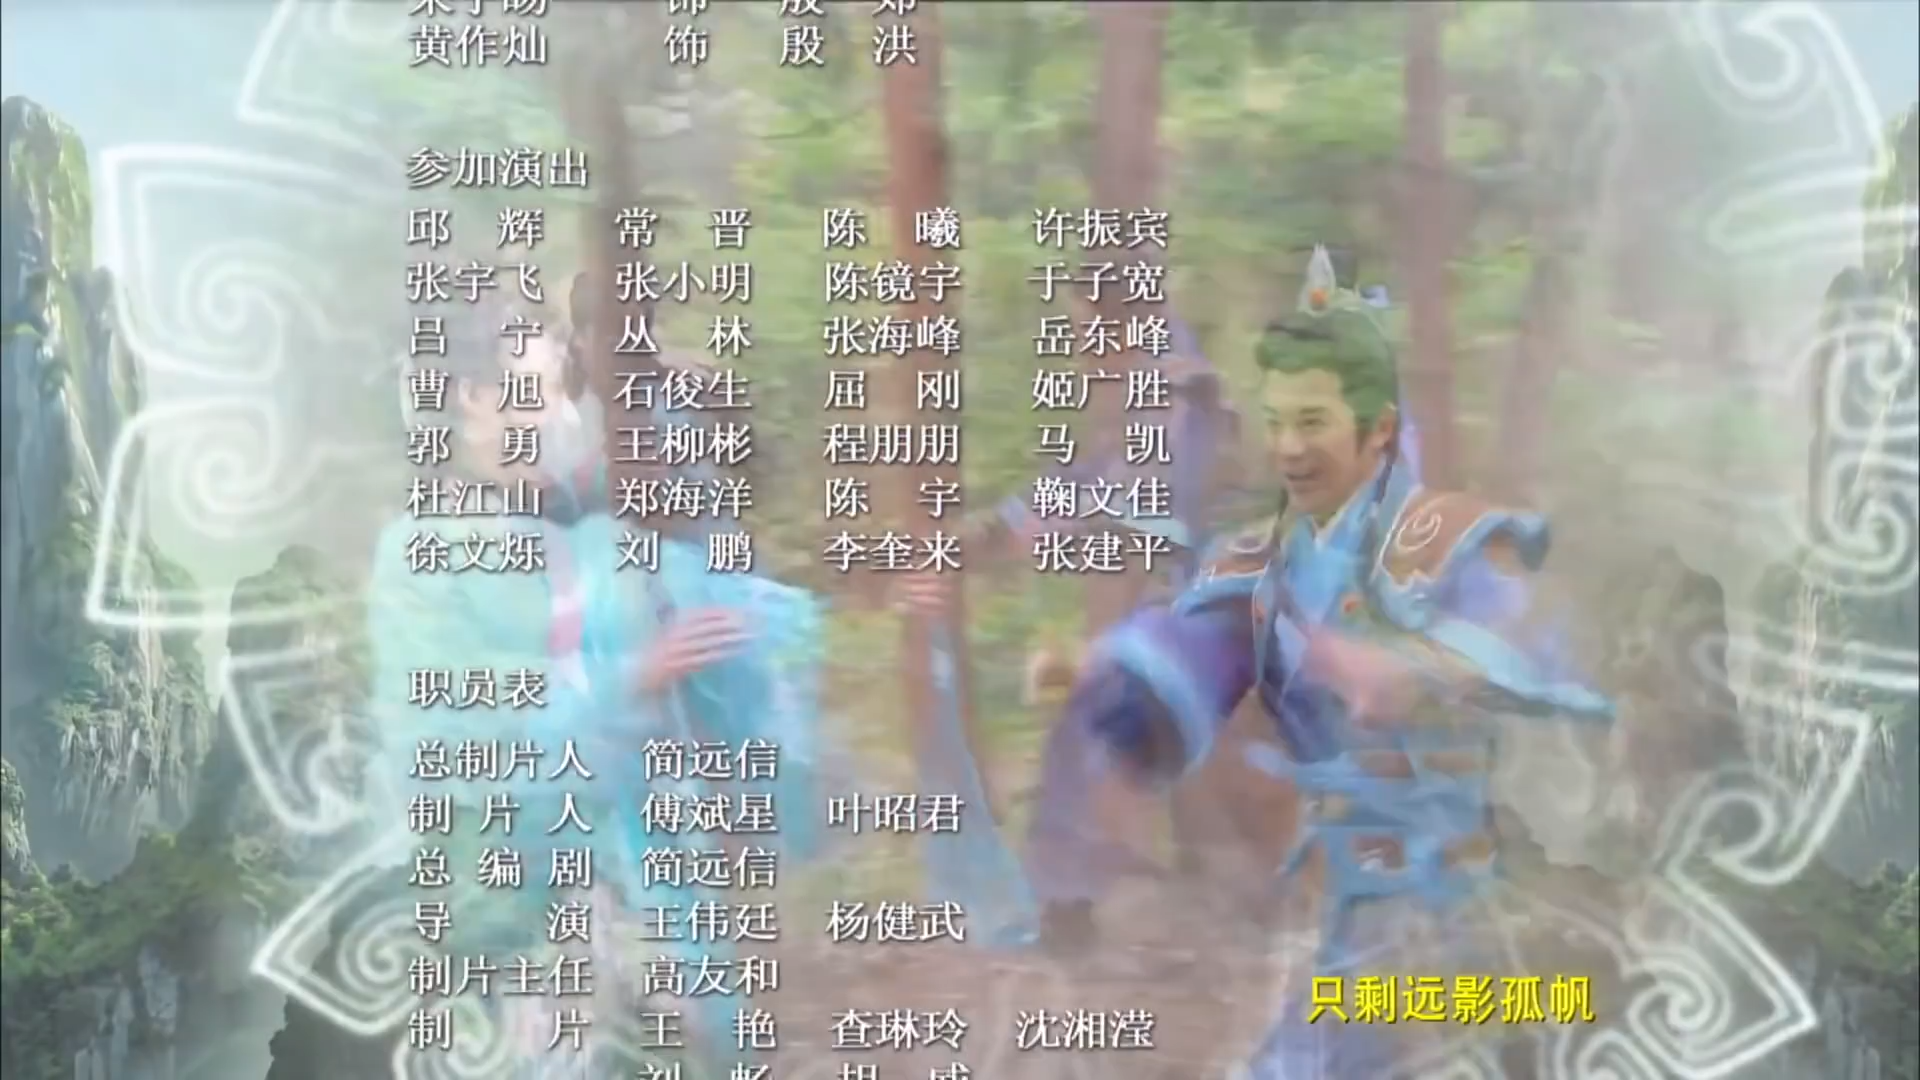 黄作灿 饰 殷 洪
参加演出
邱 辉 常 晋 陈 曦 许振宾
张宇飞 张小明 陈镜宇 于子宽
吕 宁 丛 林 张海峰 岳东峰
曹 旭 石俊生 屈 刚 姬广胜
郭 勇 王柳彬 程朋朋 马 凯
杜江山 郑海洋 陈 宇 鞠文佳
徐文烁 刘 鹏 李奎来 张建平
职员表
总制片人 简远信
制 片 人 傅斌星 叶昭君
总 编 剧 简远信
导 演 王伟廷 杨健武
制片主任 高友和
制 片 王 艳 查琳玲 沈湘滢
只剩远影孤帆